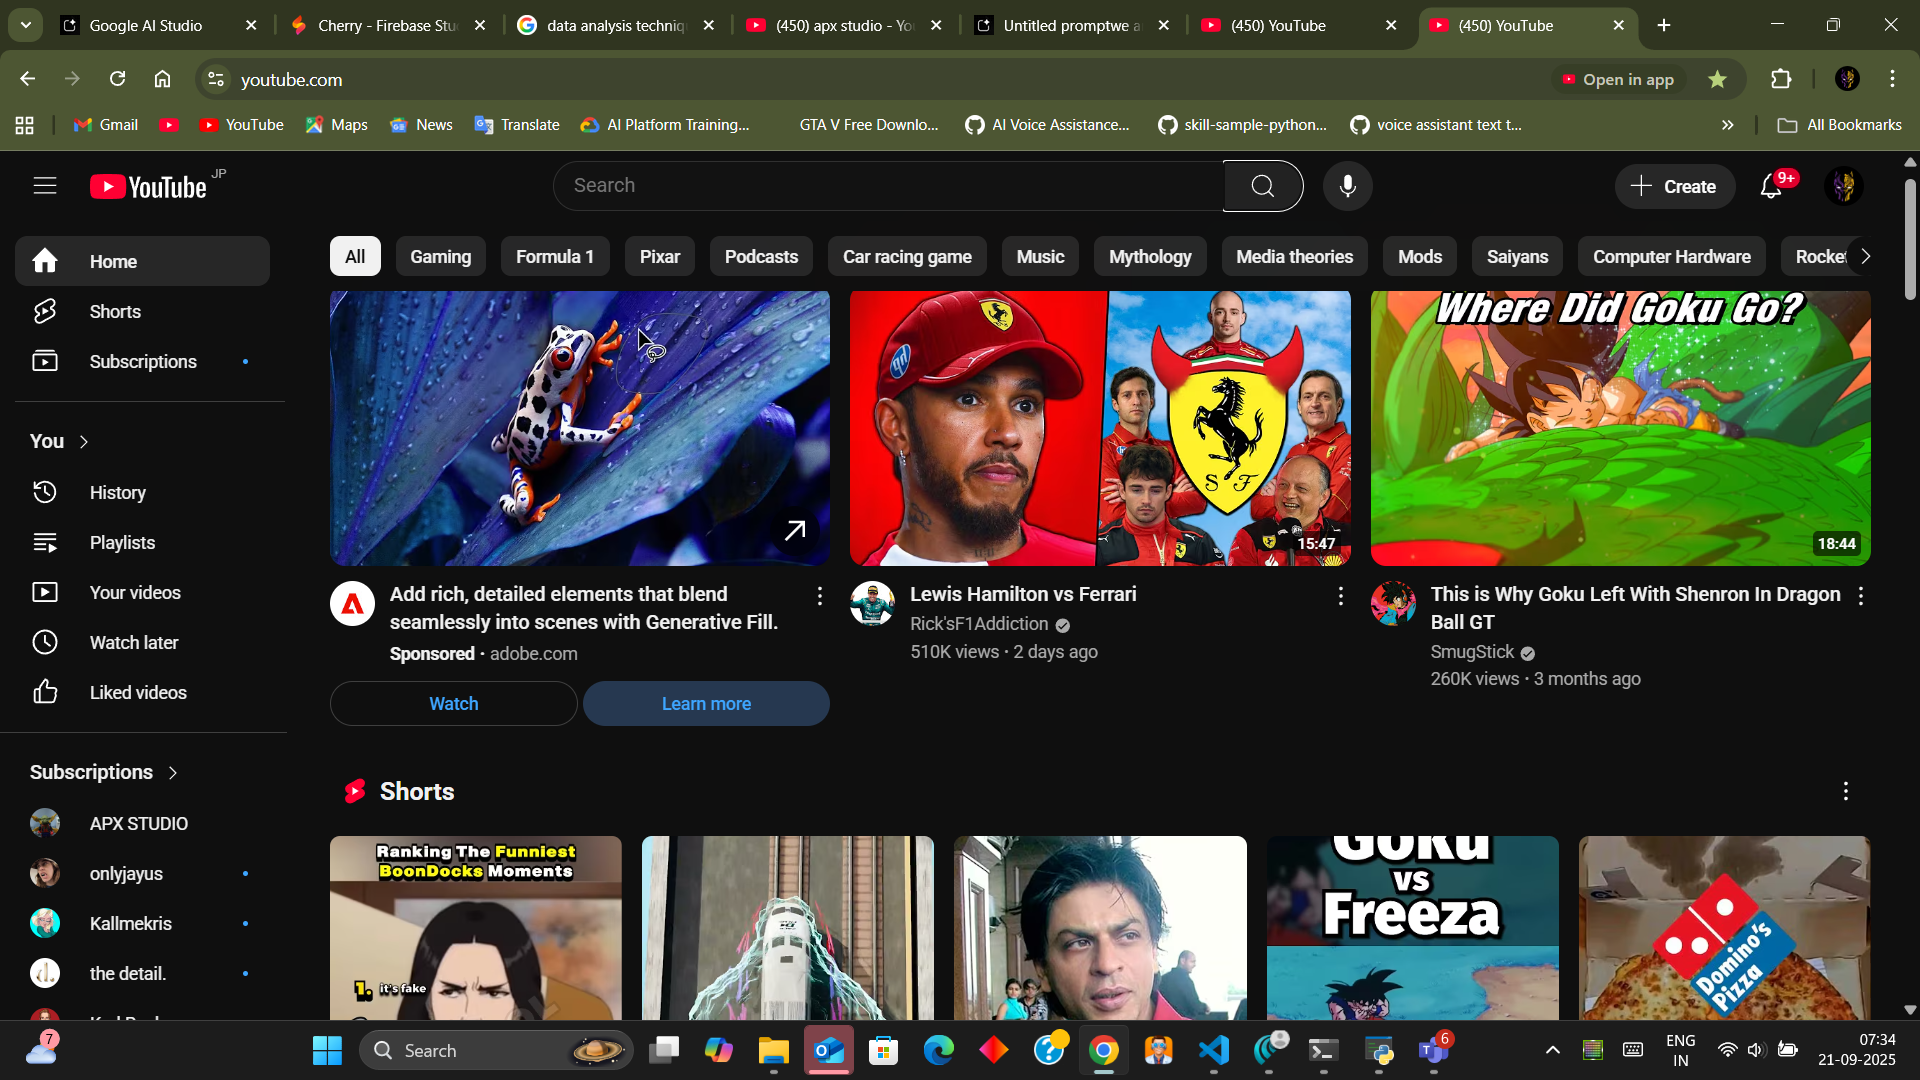 Google AI Studio
Cherry - Firebase Stu
data analysis techniq
(450) apx studio - Yo
Untitled promptwe a
(450) YouTube
(450) YouTube
youtube.com
Open in app
Gmail
YouTube
Maps
News
Translate
AI Platform Training...
GTA V Free Downlo...
AI Voice Assistance...
skill-sample-python...
voice assistant text t...
All Bookmarks
YouTube JP
Search
Create
9+
Home
Shorts
Subscriptions
You
History
Playlists
Your videos
Watch later
Liked videos
Subscriptions
APX STUDIO
onlyjayus
Kallmekris
the detail.
All
Gaming
Formula 1
Pixar
Podcasts
Car racing game
Music
Mythology
Media theories
Mods
Saiyans
Computer Hardware
Rocket
Add rich, detailed elements that blend
seamlessly into scenes with Generative Fill.
Sponsored · adobe.com
Watch
Learn more
S F
15:47
Lewis Hamilton vs Ferrari
Rick'sF1Addiction
510K views · 2 days ago
Where Did Goku Go?
18:44
This is Why Goku Left With Shenron In Dragon
Ball GT
SmugStick
260K views · 3 months ago
Shorts
Ranking The Funniest
BoonDocks Moments
1. it's fake
GOKU
VS
Freeza
Domino's
Pizza
7
Search
6
ENG
IN
07:34
21-09-2025